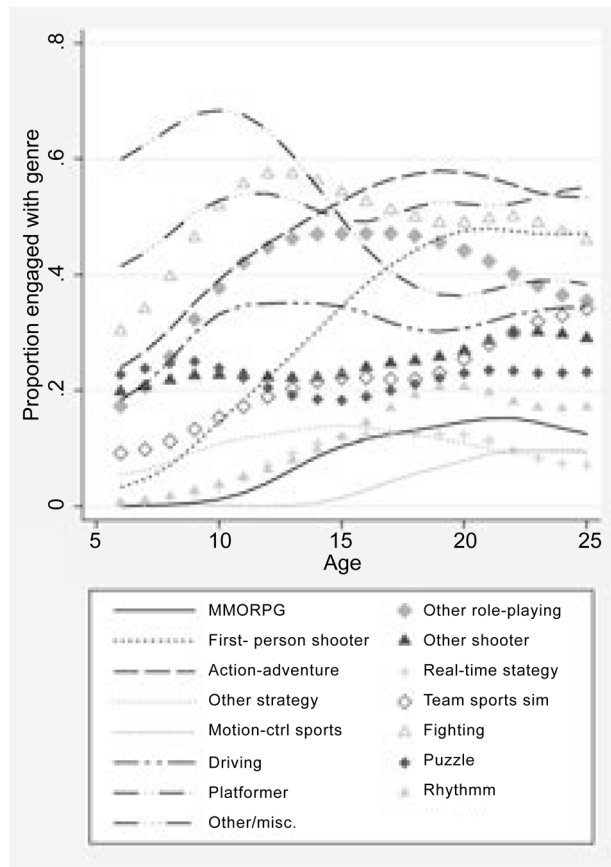 .8
.6
.4
.2
0
Proportion engaged with genre
5 10 15 20 25
Age
MMORPG
First- person shooter
Action-adventure
Other strategy
Motion-ctrl sports
Driving
Platformer
Other/misc.
Other role-playing
Other shooter
Real-time stategy
Team sports sim
Fighting
Puzzle
Rhythmm